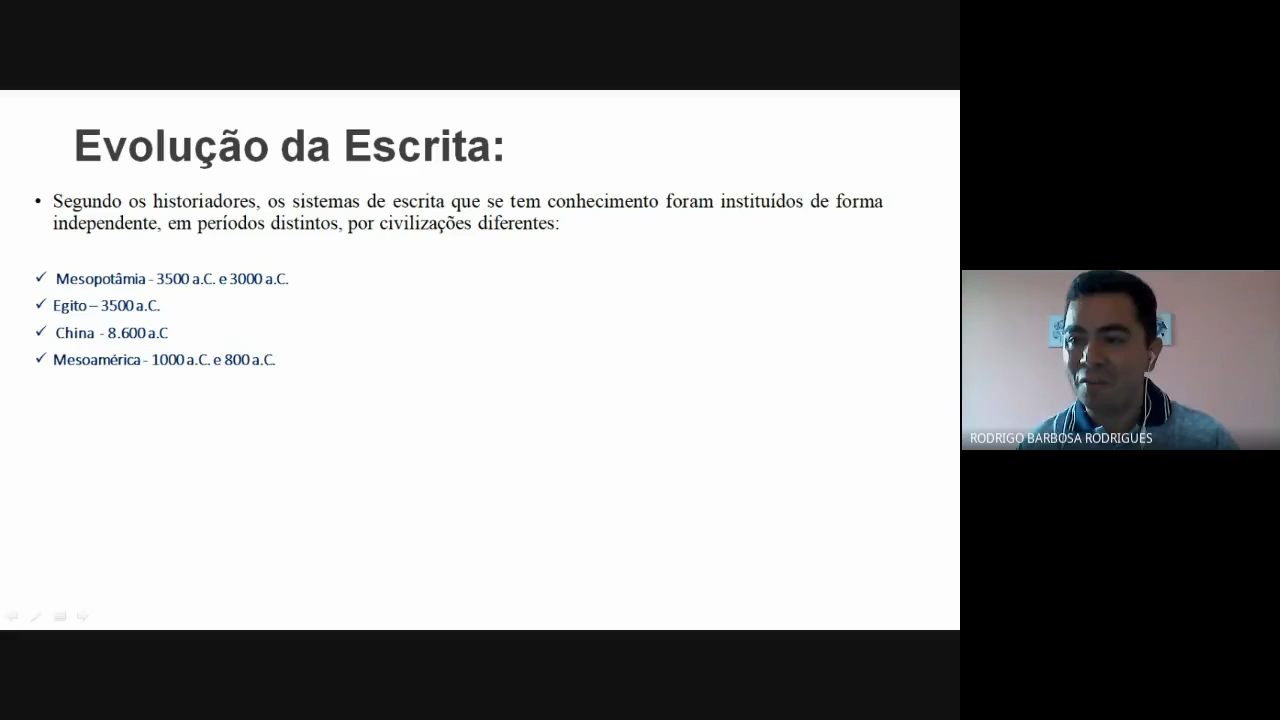 Evolução da Escrita:
• Segundo os historiadores, os sistemas de escrita que se tem conhecimento foram instituídos de forma
independente, em períodos distintos, por civilizações diferentes:
✓ Mesopotâmia - 3500 a.C. e 3000 a.C.
✓ Egito – 3500 a.C.
✓ China - 8.600 a.C
✓ Mesoamérica - 1000 a.C. e 800 a.C.
RODRIGO BARBOSA RODRIGUES